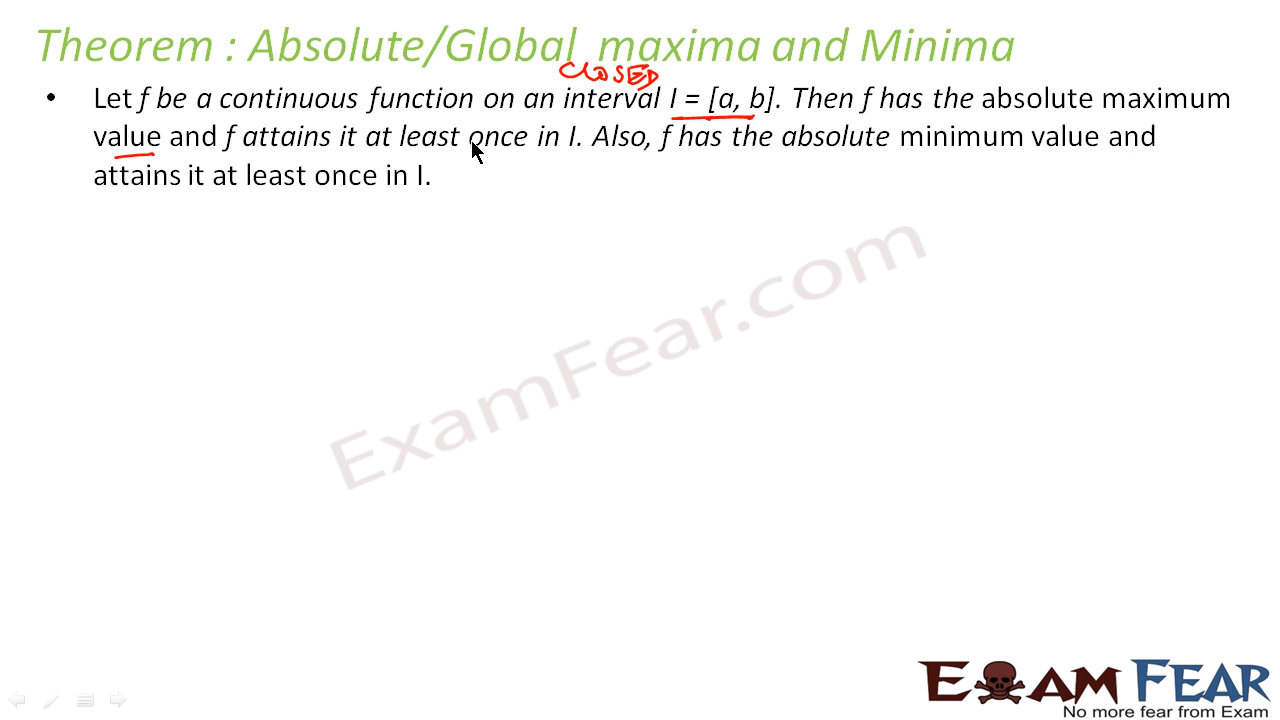 Theorem : Absolute/Global maxima and Minima
CLOSED
• Let f be a continuous function on an interval I = [a, b]. Then f has the absolute maximum
value and f attains it at least once in I. Also, f has the absolute minimum value and
attains it at least once in I.
ExamFear.com
EXAM FEAR
No more fear from Exam